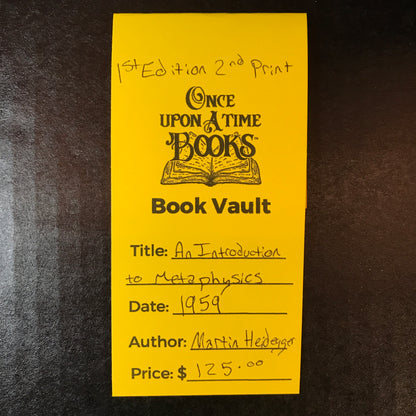 1st Edition 2nd Print
ONCE
UPON A TIME
BOOKS™
Book Vault
Title: An Introduction
to Metaphysics
Date: 1959
Author: Martin Heidegger
Price: $125.00